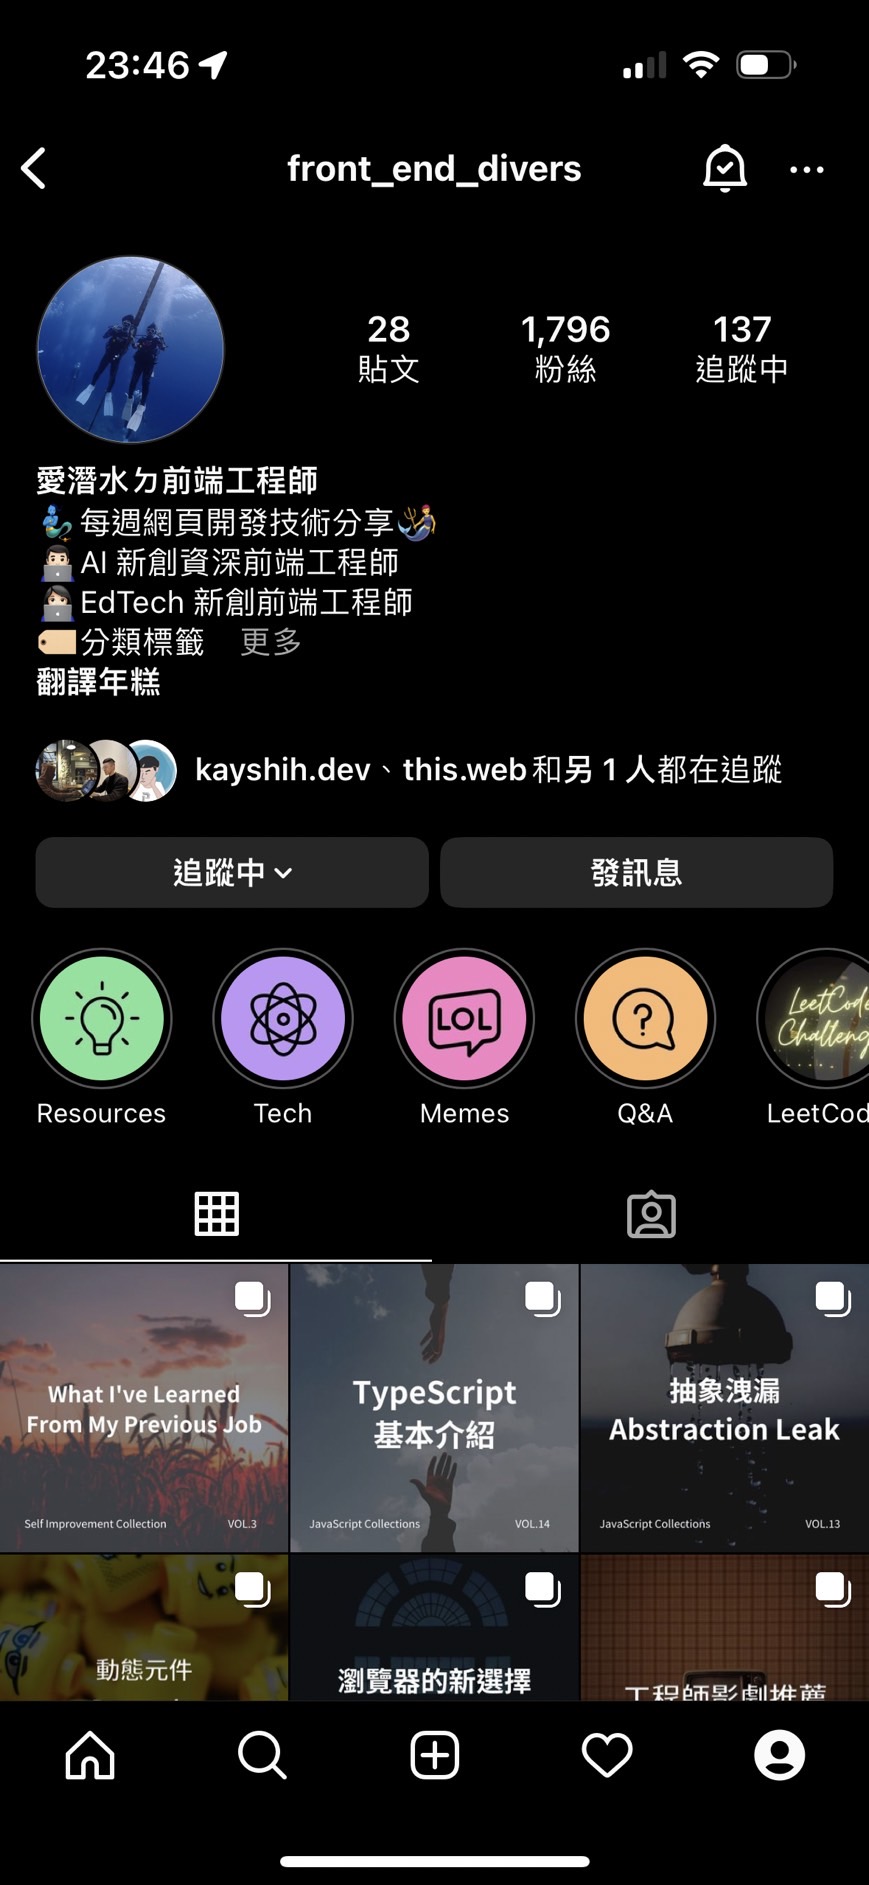 23:46
front_end_divers
28
貼文
1,796
粉絲
137
追蹤中
愛潛水ㄉ前端工程師
每週網頁開發技術分享
AI 新創資深前端工程師
EdTech 新創前端工程師
分類標籤 更多
翻譯年糕
kayshih.dev、this.web和另 1 人都在追蹤
追蹤中
發訊息
LOL
?
LeetCode
Challeng
Resources
Tech
Memes
Q&A
LeetCod
What I've Learned
From My Previous Job
Self Improvement Collection
VOL.3
TypeScript
基本介紹
JavaScript Collections
VOL.14
抽象洩漏
Abstraction Leak
JavaScript Collections
VOL.13
動態元件
瀏覽器的新選擇
工程師影劇推薦